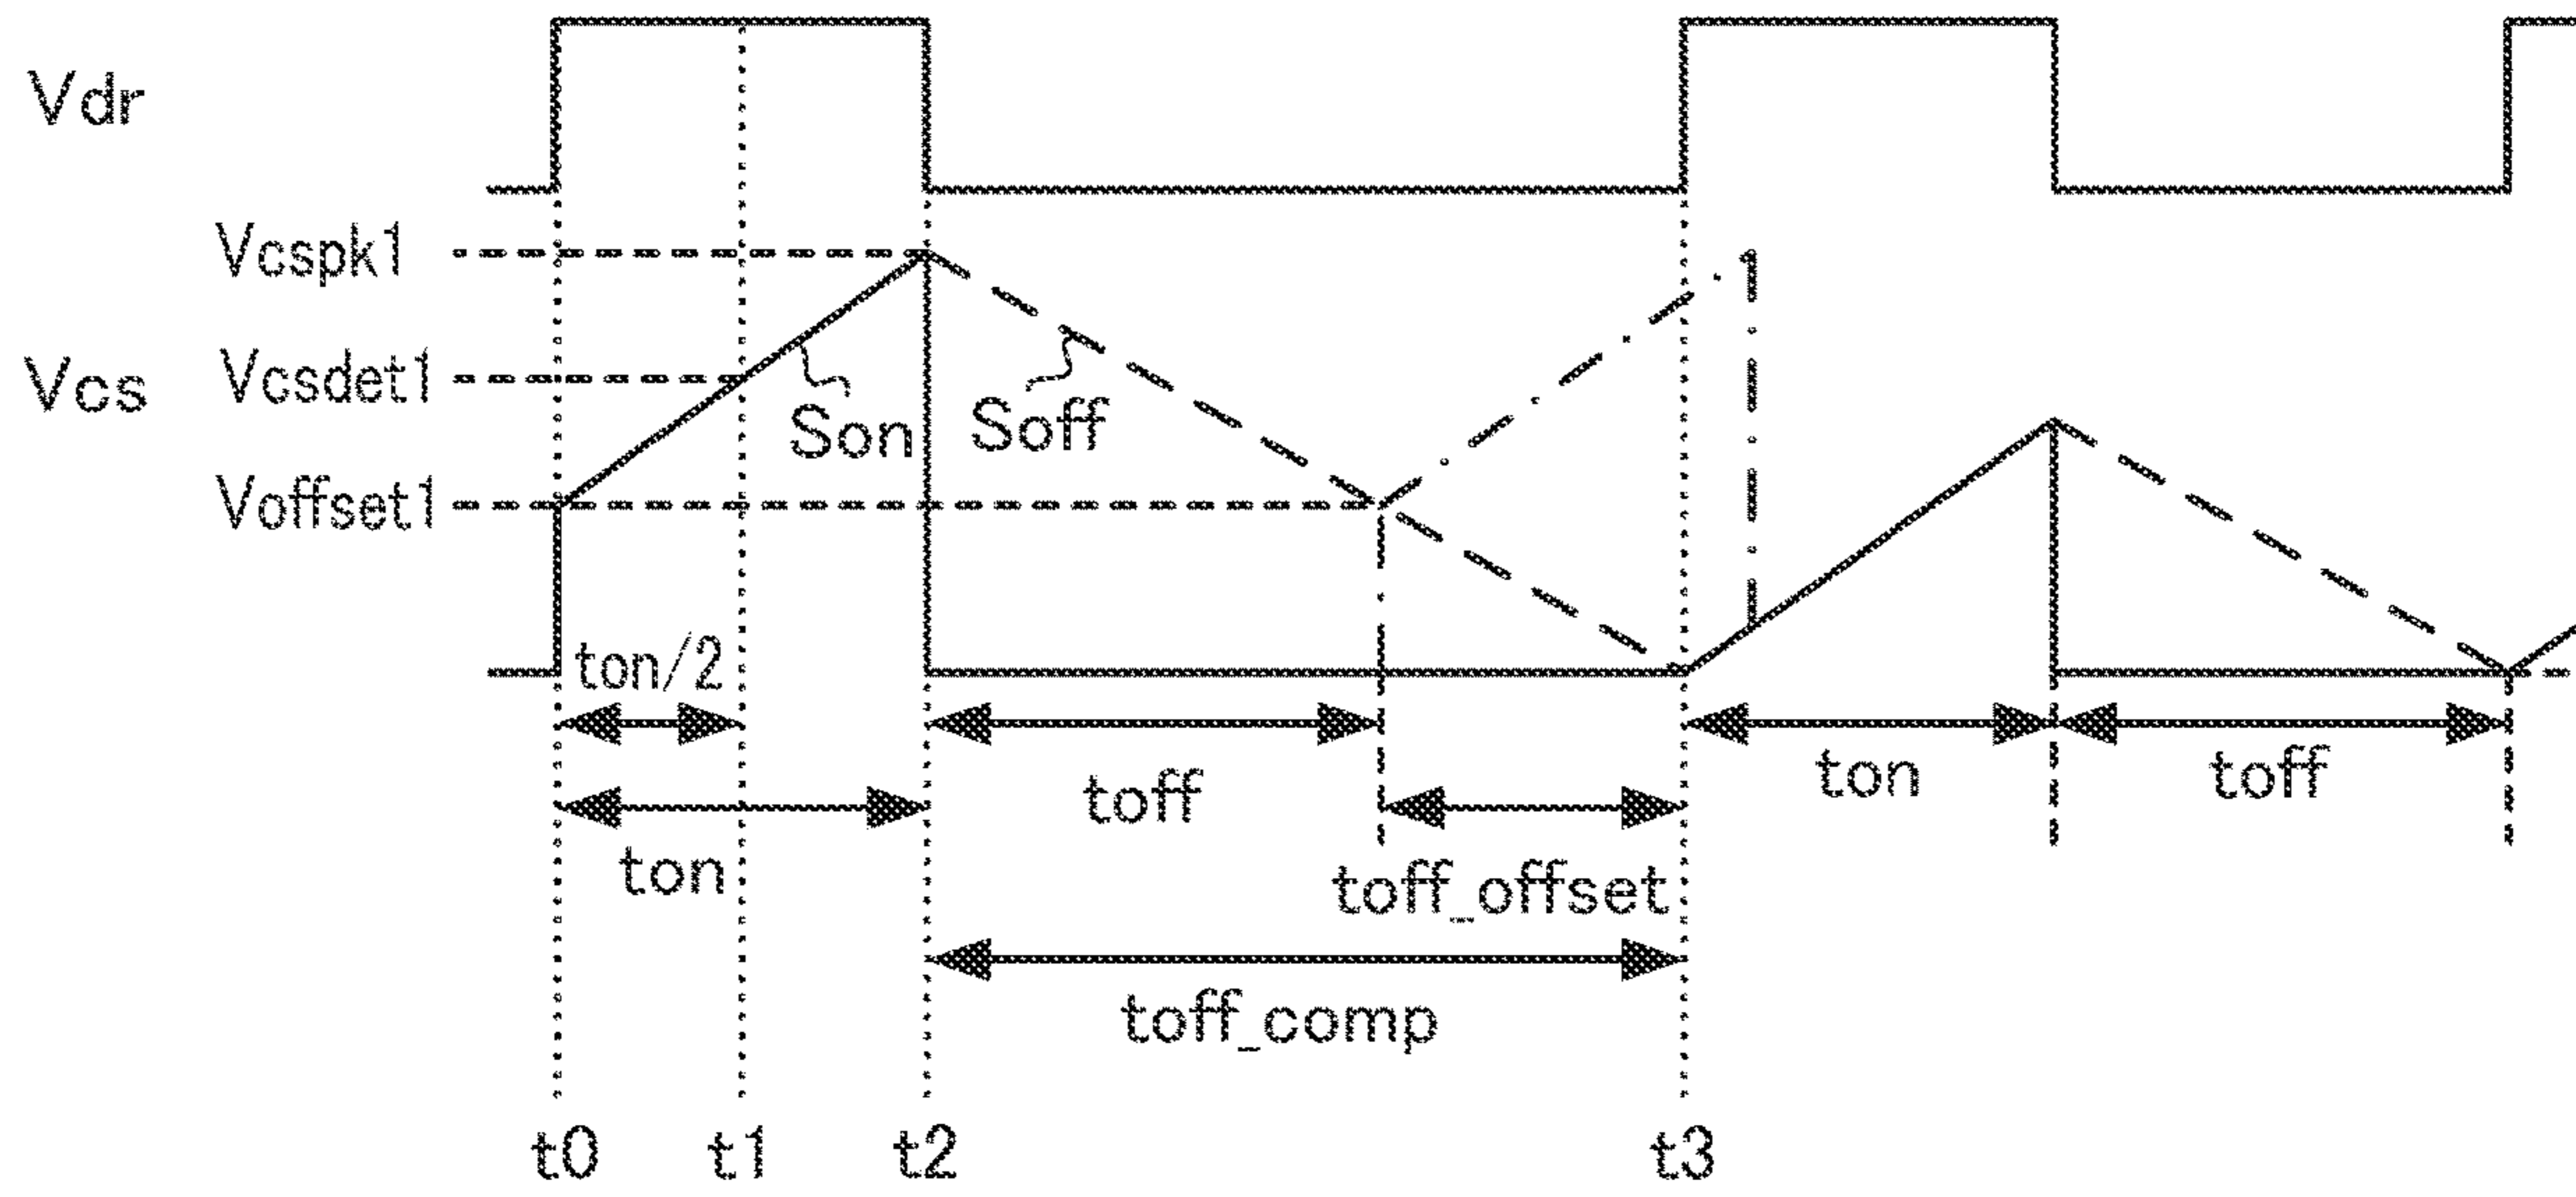 Vdr
Vcspk1
Vcs
Vcsdet1
Son
Soff
Voffset1
ton/2
ton
toff
ton
toff
toff_offset
toff_comp
t0
t1
t2
t3